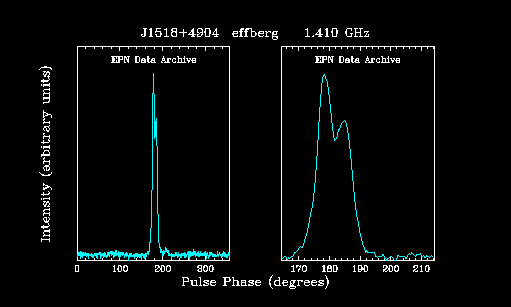 J1518+4904 effberg 1.410 GHz
EPN Data Archive
EPN Data Archive
Intensity (arbitrary units)
0 100 200 300
170 180 190 200 210
Pulse Phase (degrees)